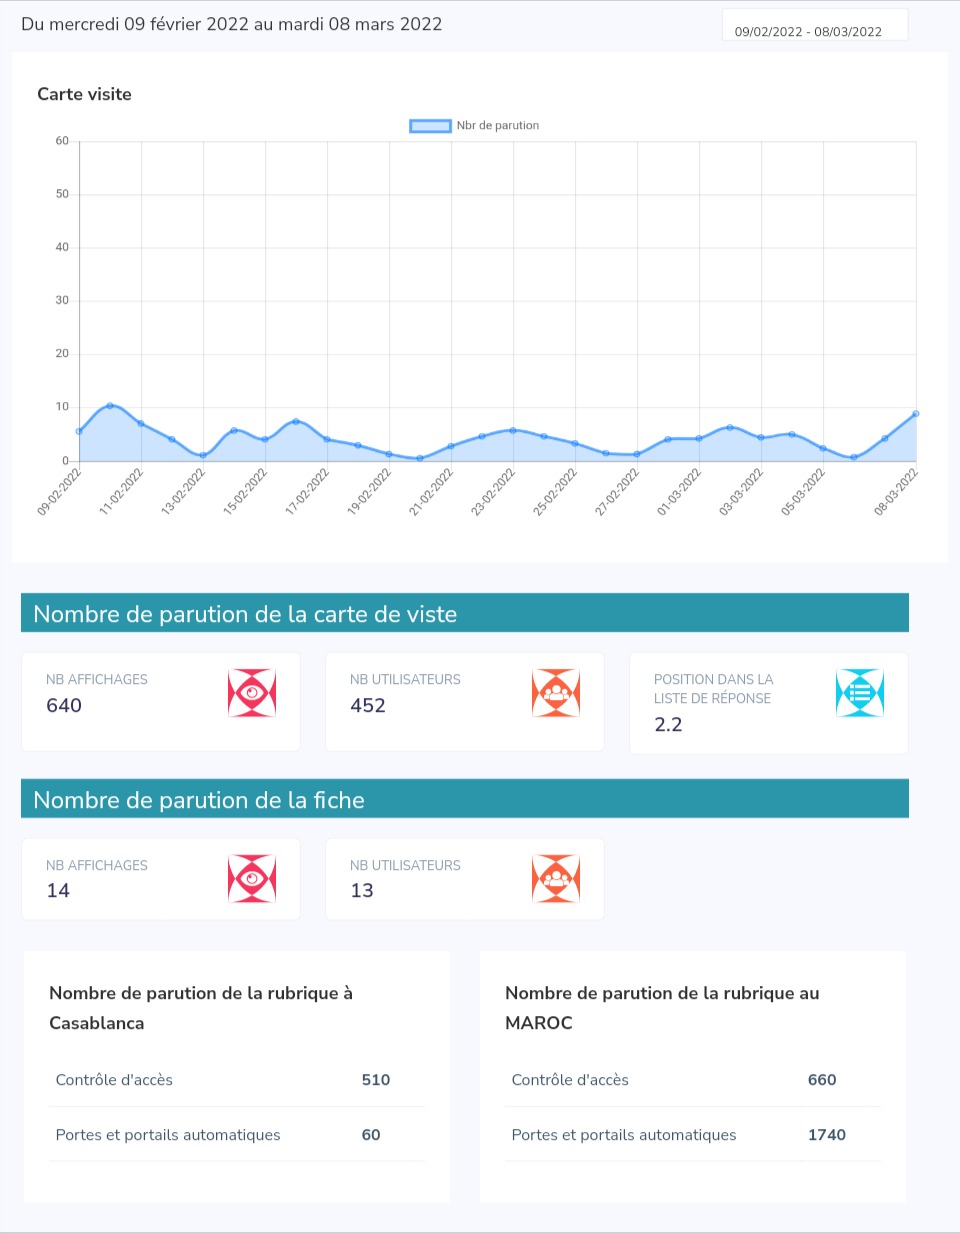 Du mercredi 09 février 2022 au mardi 08 mars 2022
09/02/2022 - 08/03/2022
Carte visite
Nbr de parution
60
50
40
30
20
10
0
09-02-2022
11-02-2022
13-02-2022
15-02-2022
17-02-2022
19-02-2022
21-02-2022
23-02-2022
25-02-2022
27-02-2022
01-03-2022
03-03-2022
05-03-2022
08-03-2022
Nombre de parution de la carte de viste
NB AFFICHAGES
640
NB UTILISATEURS
452
POSITION DANS LA
LISTE DE RÉPONSE
2.2
Nombre de parution de la fiche
NB AFFICHAGES
14
NB UTILISATEURS
13
Nombre de parution de la rubrique à
Casablanca
Contrôle d'accès 510
Portes et portails automatiques 60
Nombre de parution de la rubrique au
MAROC
Contrôle d'accès 660
Portes et portails automatiques 1740